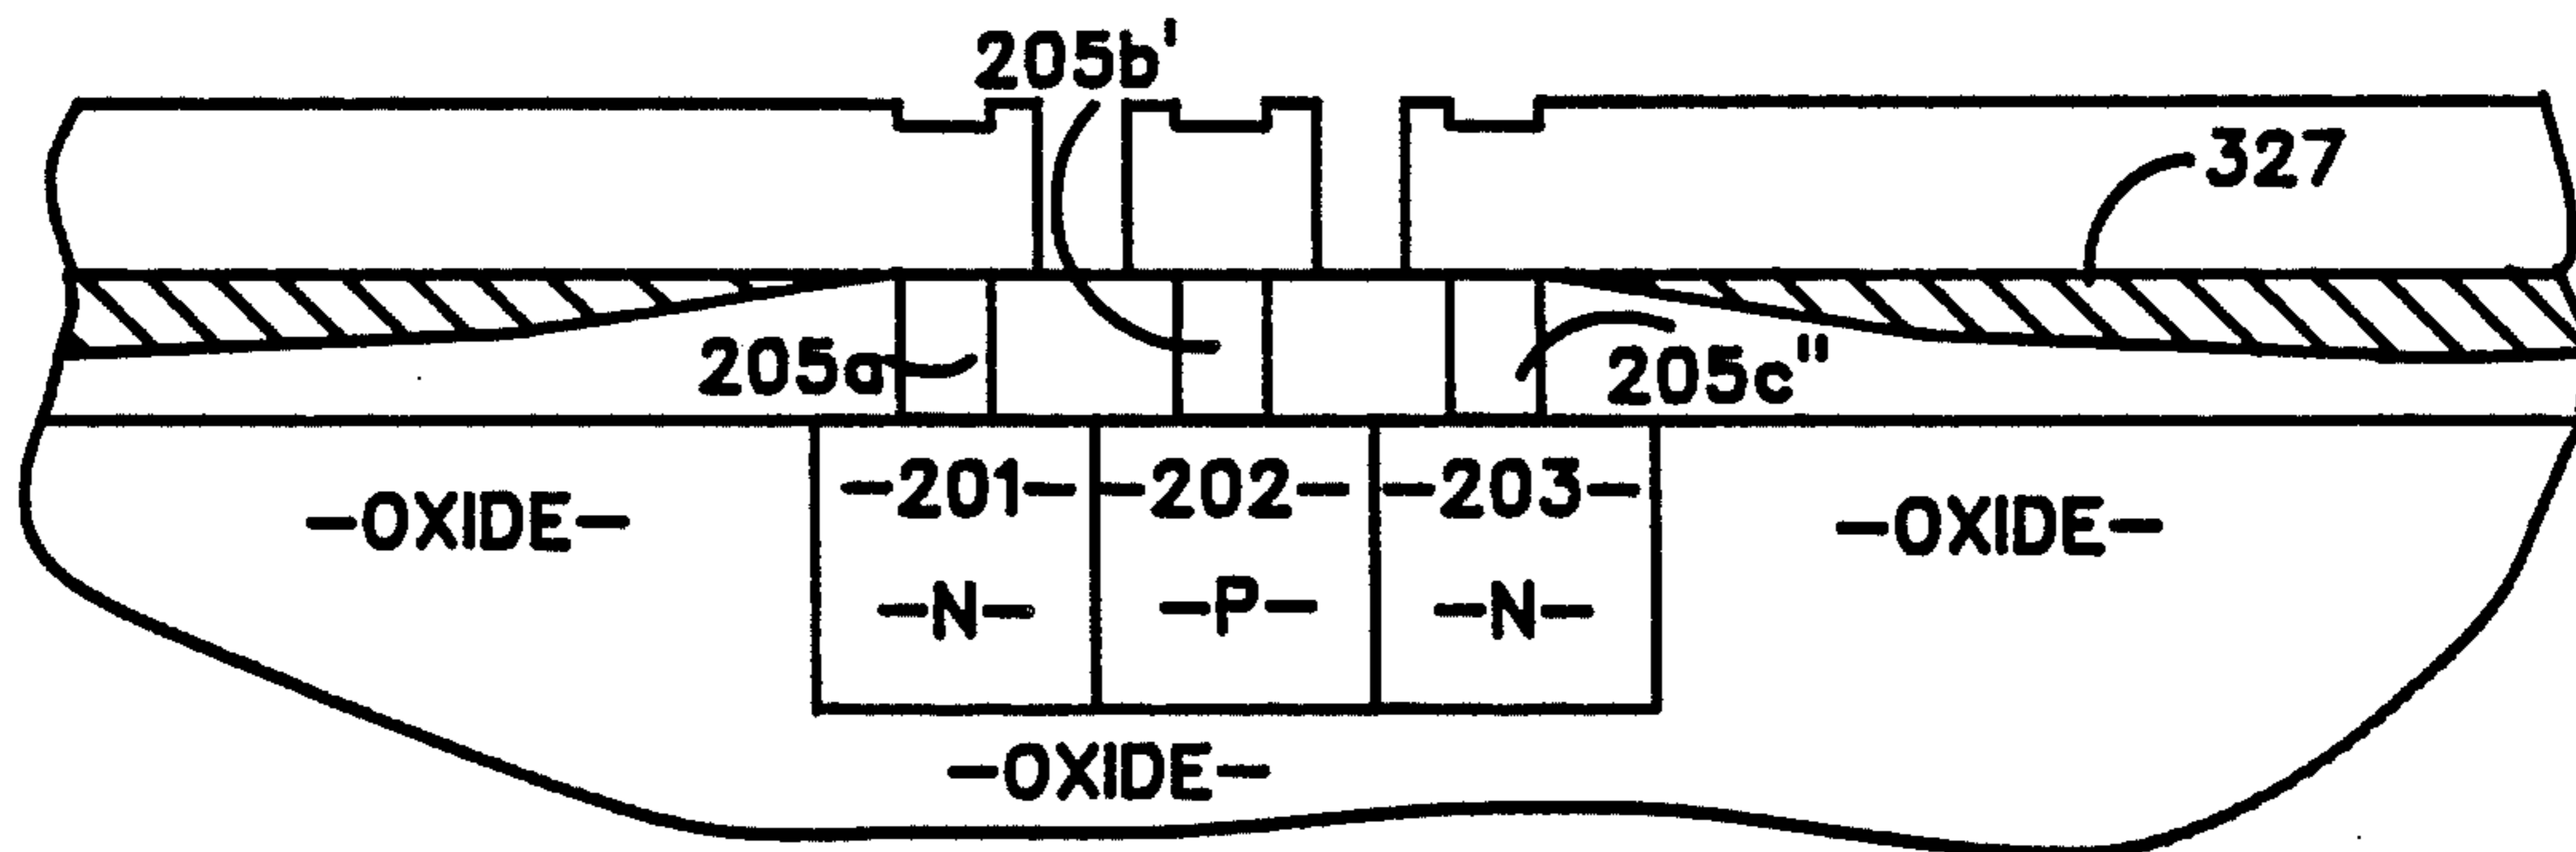 205b'
327
205a
205c"
-201- -202- -203-
-OXIDE- -OXIDE-
-N- -P- -N-
-OXIDE-